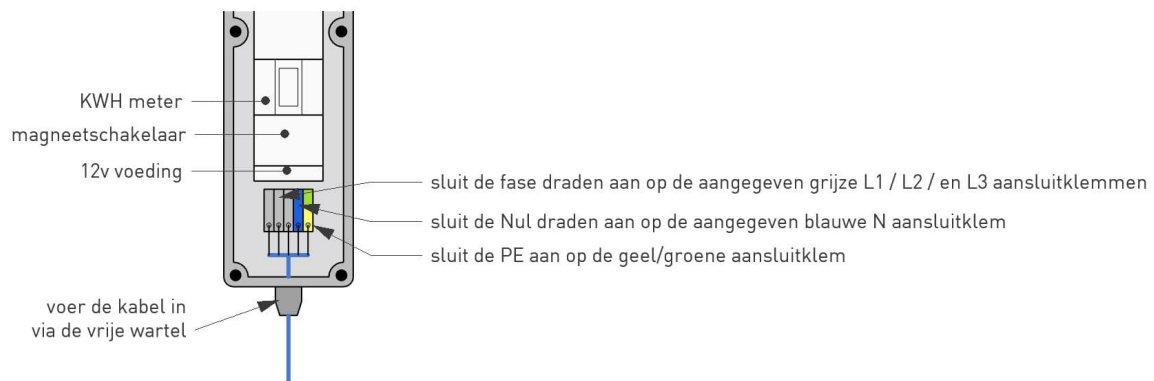 KWH meter
magneetschakelaar
12v voeding
sluit de fase draden aan op de aangegeven grijze L1 / L2 / en L3 aansluitklemmen
sluit de Nul draden aan op de aangegeven blauwe N aansluitklem
sluit de PE aan op de geel/groene aansluitklem
voer de kabel in
via de vrije wartel